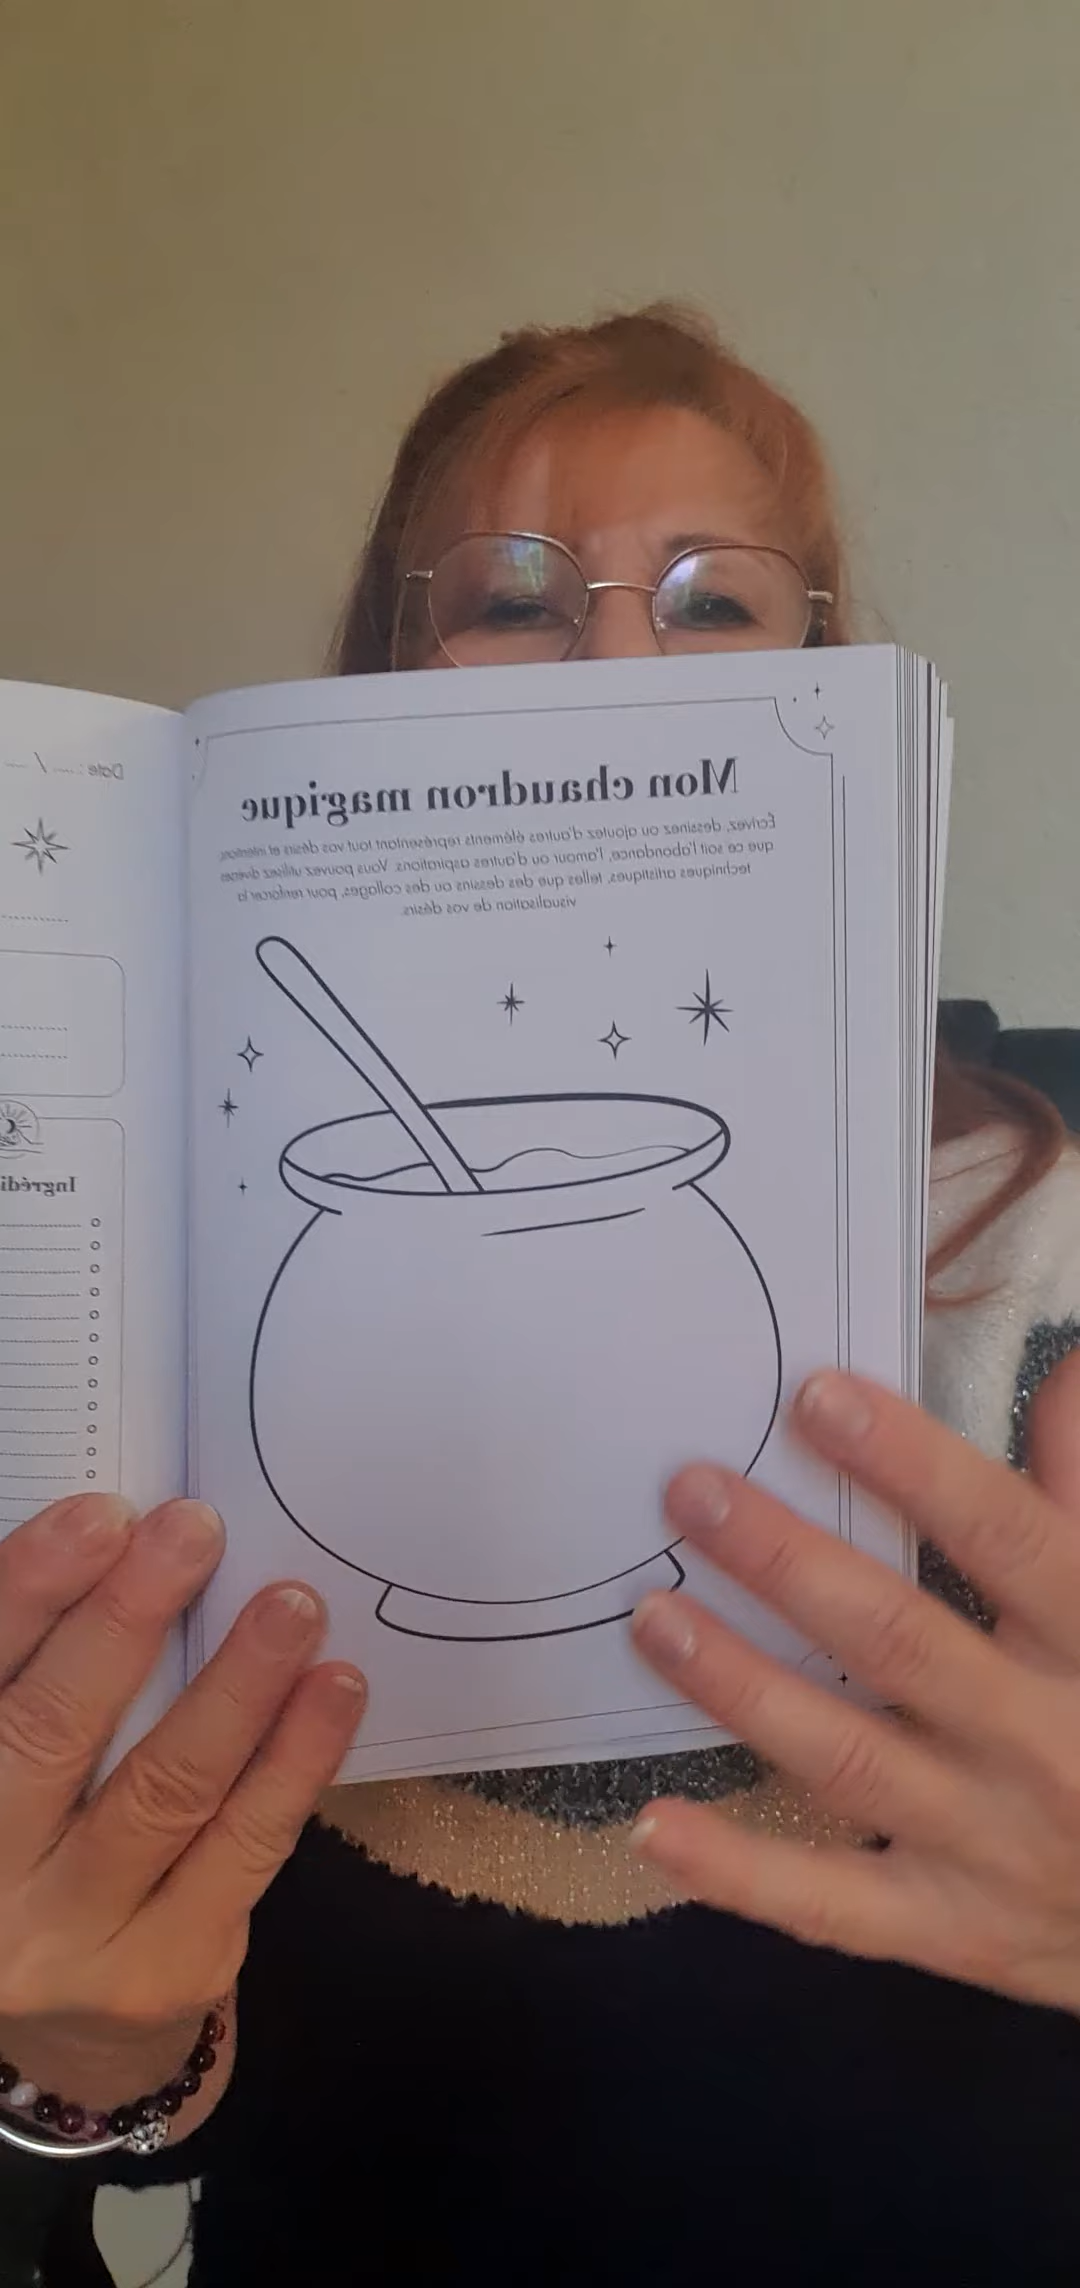 Date : .... / ....
Ingrédi
Mon chaudron magique
Écrivez, dessinez ou ajoutez d'autres éléments représentant tout vos désirs et intentions,
que ce soit l'abondance, l'amour ou d'autres aspirations. Vous pouvez utiliser diverses
techniques artistiques, telles que des dessins ou des collages, pour renforcer la
visualisation de vos désirs.